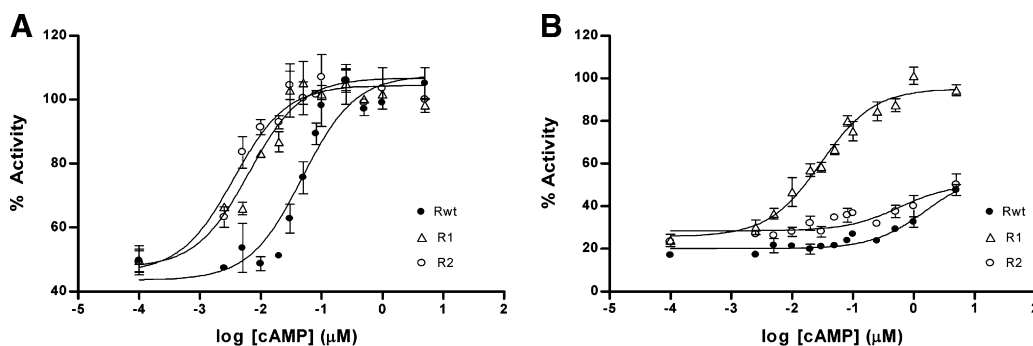 A
120
100
80
60
40
% Activity
-5 -4 -3 -2 -1 0 1 2
log [cAMP] (μM)
Rwt
R1
R2
B
120
100
80
60
40
20
0
% Activity
-5 -4 -3 -2 -1 0 1 2
log [cAMP] (μM)
Rwt
R1
R2